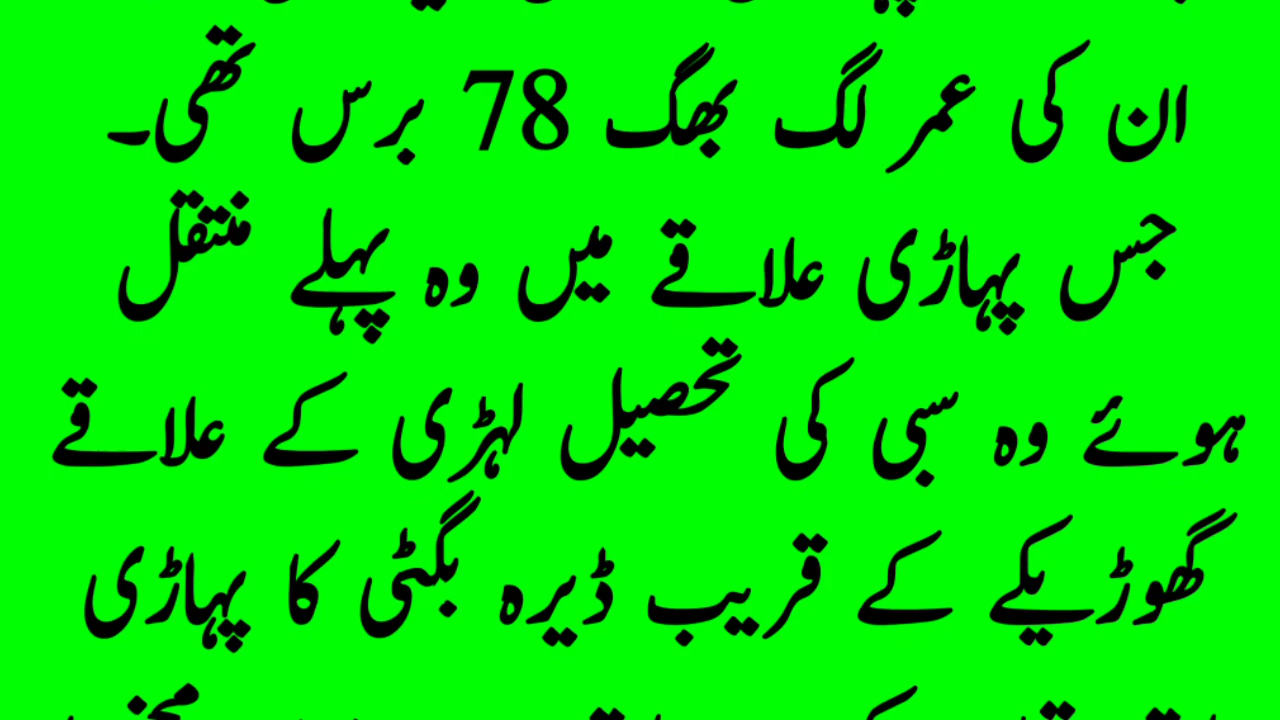 ان کی عمر لگ بھگ 78 برس تھی۔
جس پہاڑی علاقے میں وہ پہلے منتقل
ہوئے وہ سبی کی تحصیل لہڑی کے علاقے
گھوڑیکے کے قریب ڈیرہ بگٹی کا پہاڑی